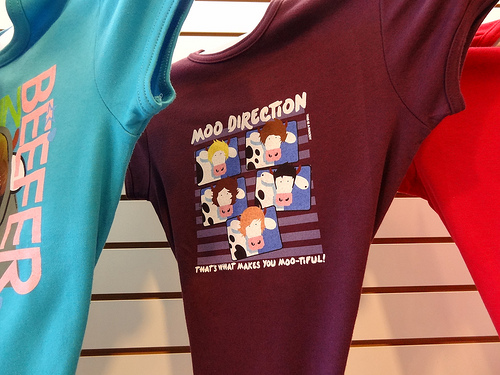 BEEFER
MOO DIRECTION
THAT'S WHAT MAKES YOU MOO-TIFUL!